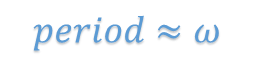 period ≈ ω